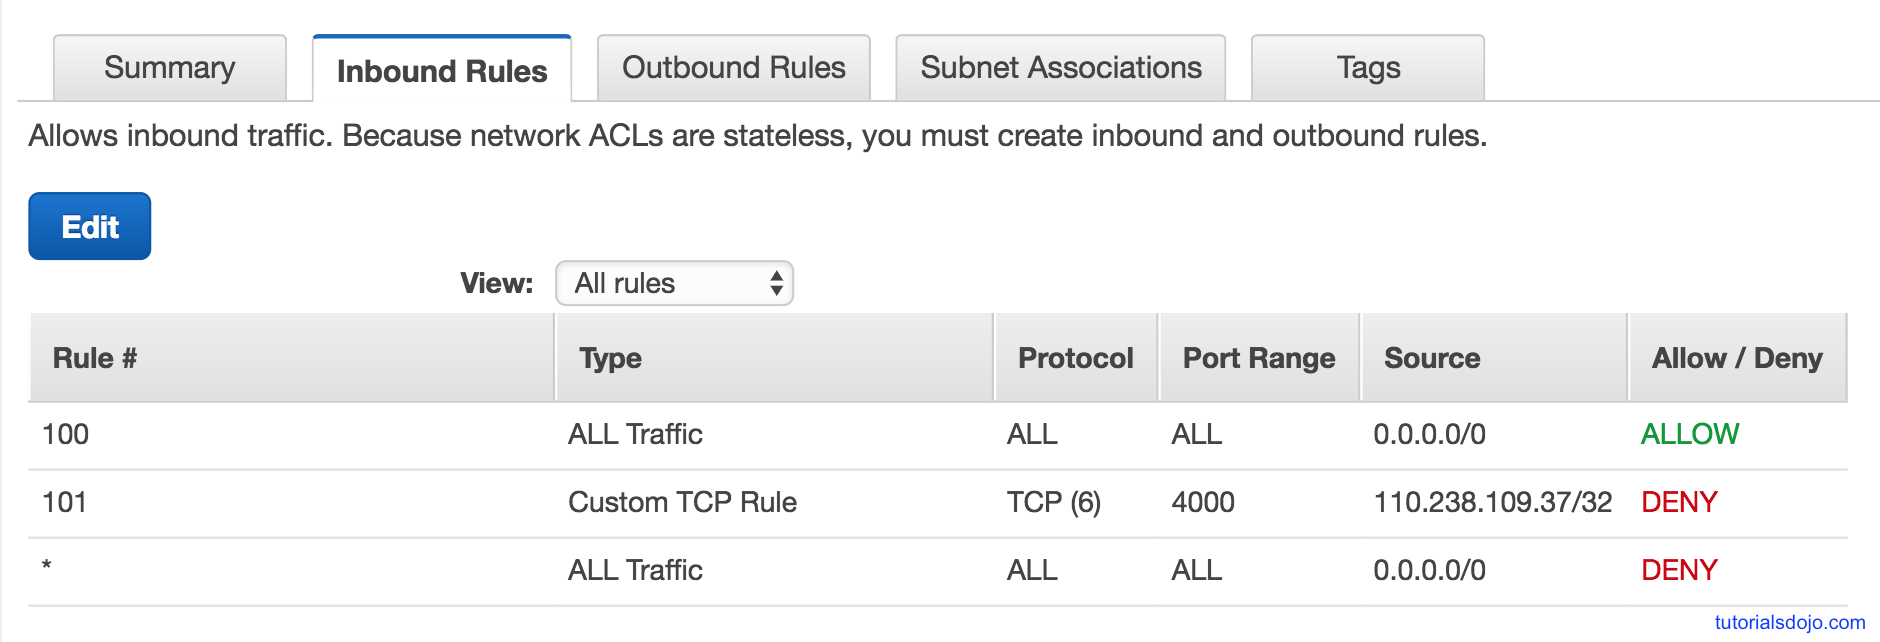 Summary Inbound Rules Outbound Rules Subnet Associations Tags
Allows inbound traffic. Because network ACLs are stateless, you must create inbound and outbound rules.
Edit
View: All rules
Rule # Type Protocol Port Range Source Allow / Deny
100 ALL Traffic ALL ALL 0.0.0.0/0 ALLOW
101 Custom TCP Rule TCP (6) 4000 110.238.109.37/32 DENY
* ALL Traffic ALL ALL 0.0.0.0/0 DENY
tutorialsdojo.com